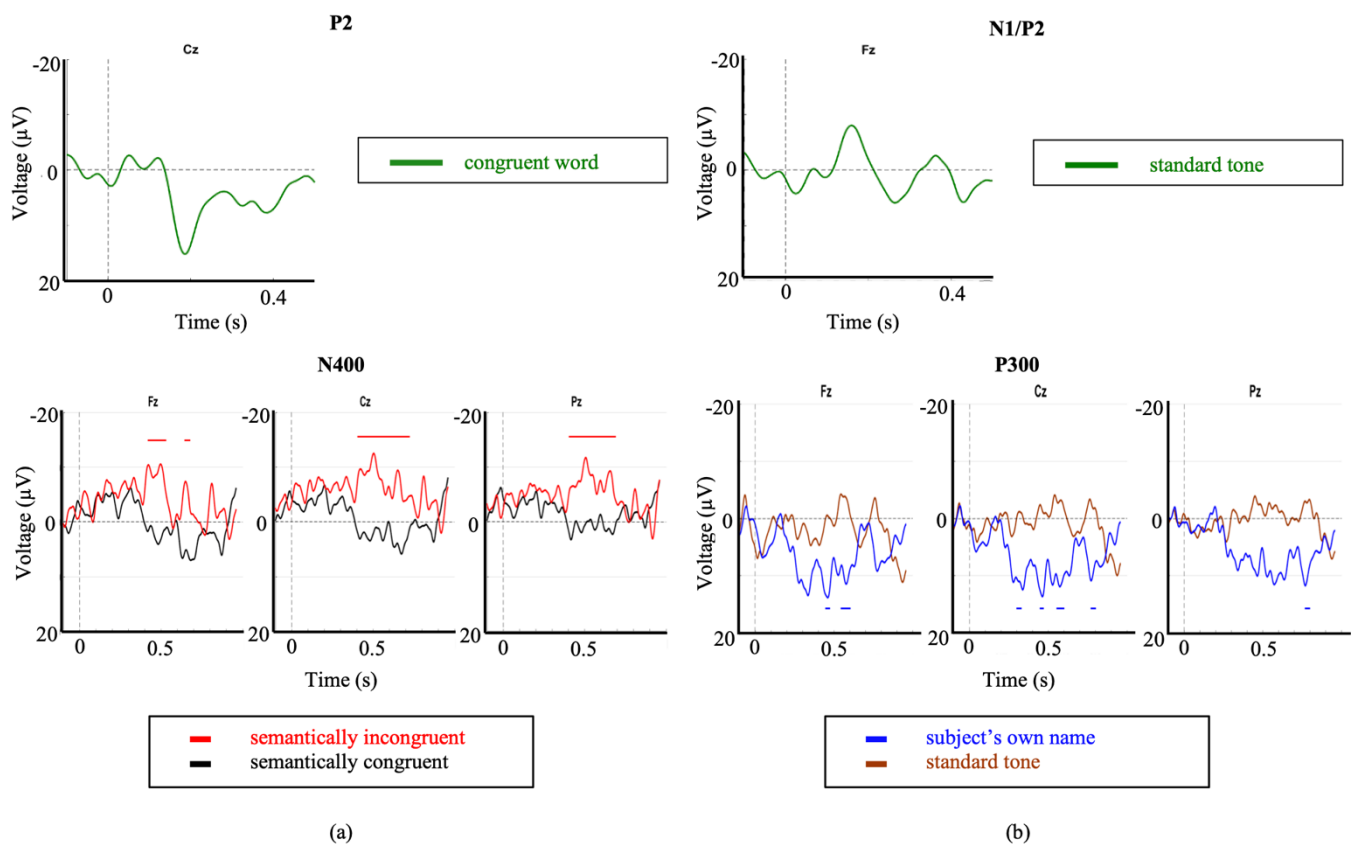 P2
Cz
-20
0
20
Voltage (µV)
0
0.4
Time (s)
congruent word
N1/P2
Fz
-20
0
20
Voltage (µV)
0
0.4
Time (s)
standard tone
N400
Fz
Cz
Pz
-20
0
20
Voltage (µV)
0
0.5
-20
0
20
0
0.5
-20
0
20
0
0.5
Time (s)
semantically incongruent
semantically congruent
(a)
P300
Fz
Cz
Pz
-20
0
20
Voltage (µV)
0
0.5
-20
0
20
0
0.5
-20
0
20
0
0.5
Time (s)
subject's own name
standard tone
(b)